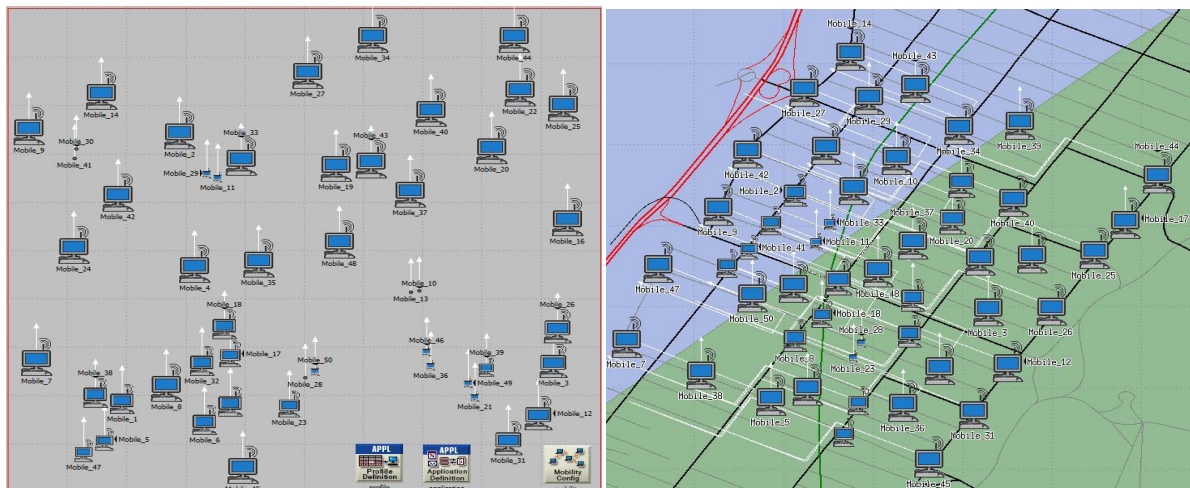 Mobile_34
Mobile_44
Mobile_27
Mobile_14
Mobile_22
Mobile_25
Mobile_40
Mobile_9
Mobile_30
Mobile_2
Mobile_33
Mobile_43
Mobile_41
Mobile_29
Mobile_11
Mobile_19
Mobile_20
Mobile_42
Mobile_37
Mobile_16
Mobile_24
Mobile_48
Mobile_4
Mobile_35
Mobile_10
Mobile_13
Mobile_18
Mobile_26
Mobile_46
Mobile_17
Mobile_50
Mobile_39
Mobile_7
Mobile_38
Mobile_32
Mobile_36
Mobile_3
Mobile_28
Mobile_49
Mobile_8
Mobile_21
Mobile_1
Mobile_23
Mobile_12
Mobile_6
Mobile_5
Mobile_47
Mobile_31
APPL
Profile
Definition
APPL
Application
Definition
Mobility
Config
Mobile_14
Mobile_43
Mobile_27
Mobile_29
Mobile_39
Mobile_34
Mobile_44
Mobile_42
Mobile_10
Mobile_2
Mobile_37
Mobile_17
Mobile_33
Mobile_40
Mobile_9
Mobile_20
Mobile_41
Mobile_11
Mobile_25
Mobile_47
Mobile_48
Mobile_50
Mobile_18
Mobile_3
Mobile_26
Mobile_28
Mobile_8
Mobile_7
Mobile_12
Mobile_23
Mobile_38
Mobile_5
Mobile_36
Mobile_31
Mobile_45